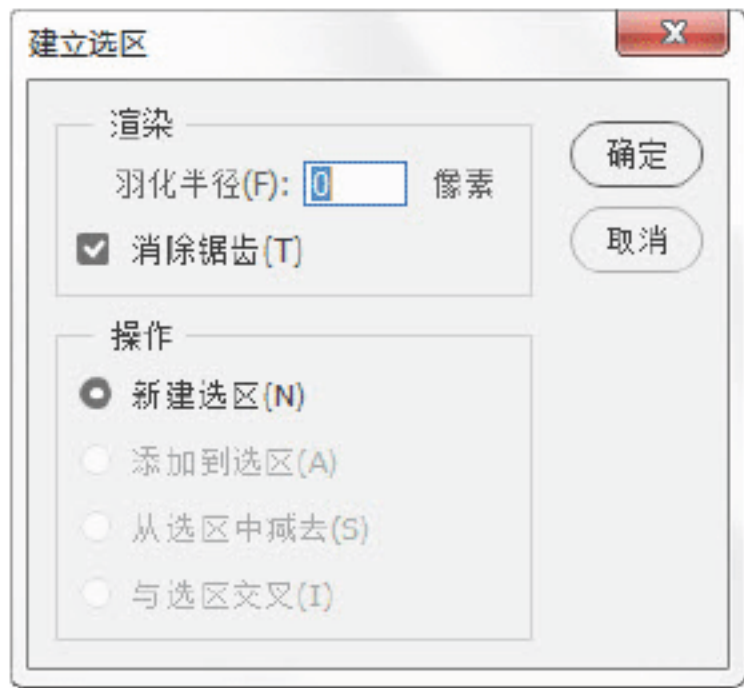 建立选区
渲染
羽化半径(F): 0 像素
消除锯齿(T)
确定
取消
操作
新建选区(N)
添加到选区(A)
从选区中减去(S)
与选区交叉(I)